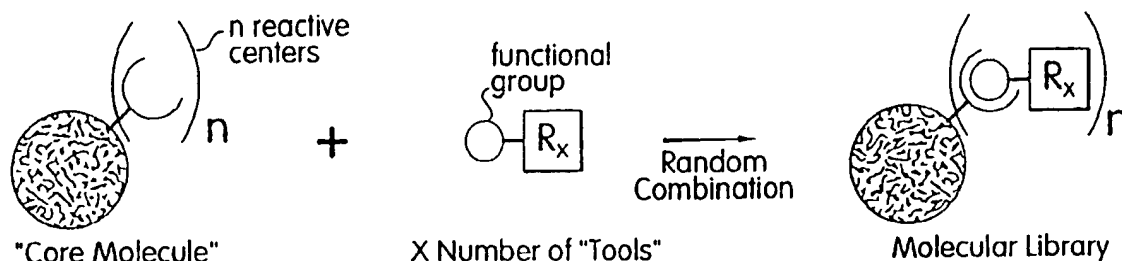 n reactive
centers
n
"Core Molecule"
+
functional
group
Rx
X Number of "Tools"
Random
Combination
Rx
n
Molecular Library